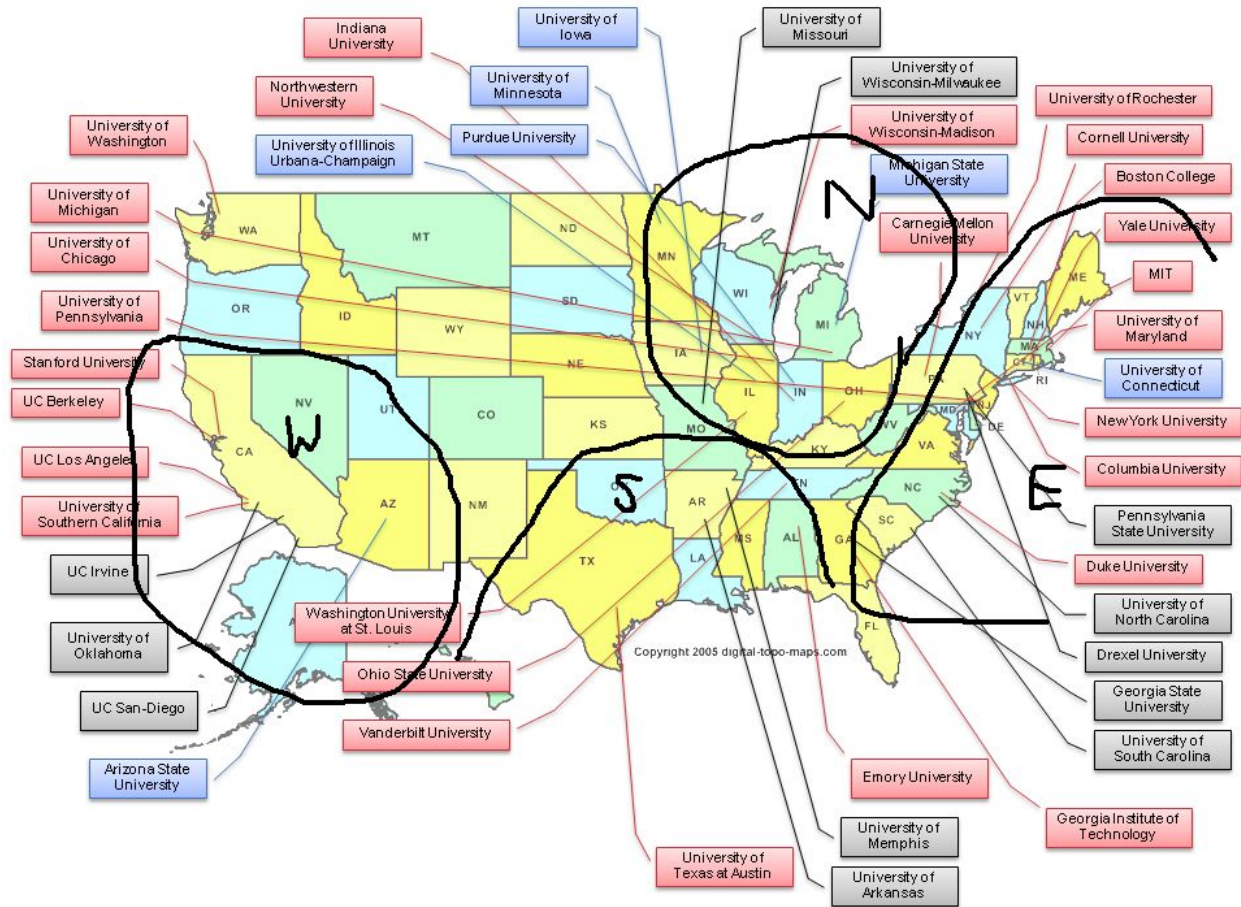 Indiana
University
University of
Iowa
University of
Missouri
Northwestern
University
University of
Minnesota
University of
Wisconsin-Milwaukee
University of Rochester
University of
Washington
University of Illinois
Urbana-Champaign
Purdue University
University of
Wisconsin-Madison
Cornell University
Michigan State
University
Boston College
University of
Michigan
N
Carnegie Mellon
University
Yale University
University of
Chicago
MIT
University of
Pennsylvania
University of
Maryland
Stanford University
University of
Connecticut
UC Berkeley
New York University
UC Los Angeles
Columbia University
University of
Southern California
W
S
E
Pennsylvania
State University
UC Irvine
Duke University
Washington University
at St. Louis
University of
North Carolina
University of
Oklahoma
Copyright 2005 digital-topo-maps.com
Drexel University
Ohio State University
UC San-Diego
Georgia State
University
Vanderbilt University
University of
South Carolina
Arizona State
University
Emory University
Georgia Institute of
Technology
University of
Memphis
University of
Texas at Austin
University of
Arkansas
WA
MT
ND
MN
OR
ID
SD
WI
MI
WY
NE
IA
NV
UT
CO
KS
MO
IL
IN
OH
KY
WV
VA
PA
NY
VT
NH
ME
MA
CT
RI
NJ
DE
MD
CA
AZ
NM
TX
AR
LA
MS
AL
GA
TN
NC
SC
FL